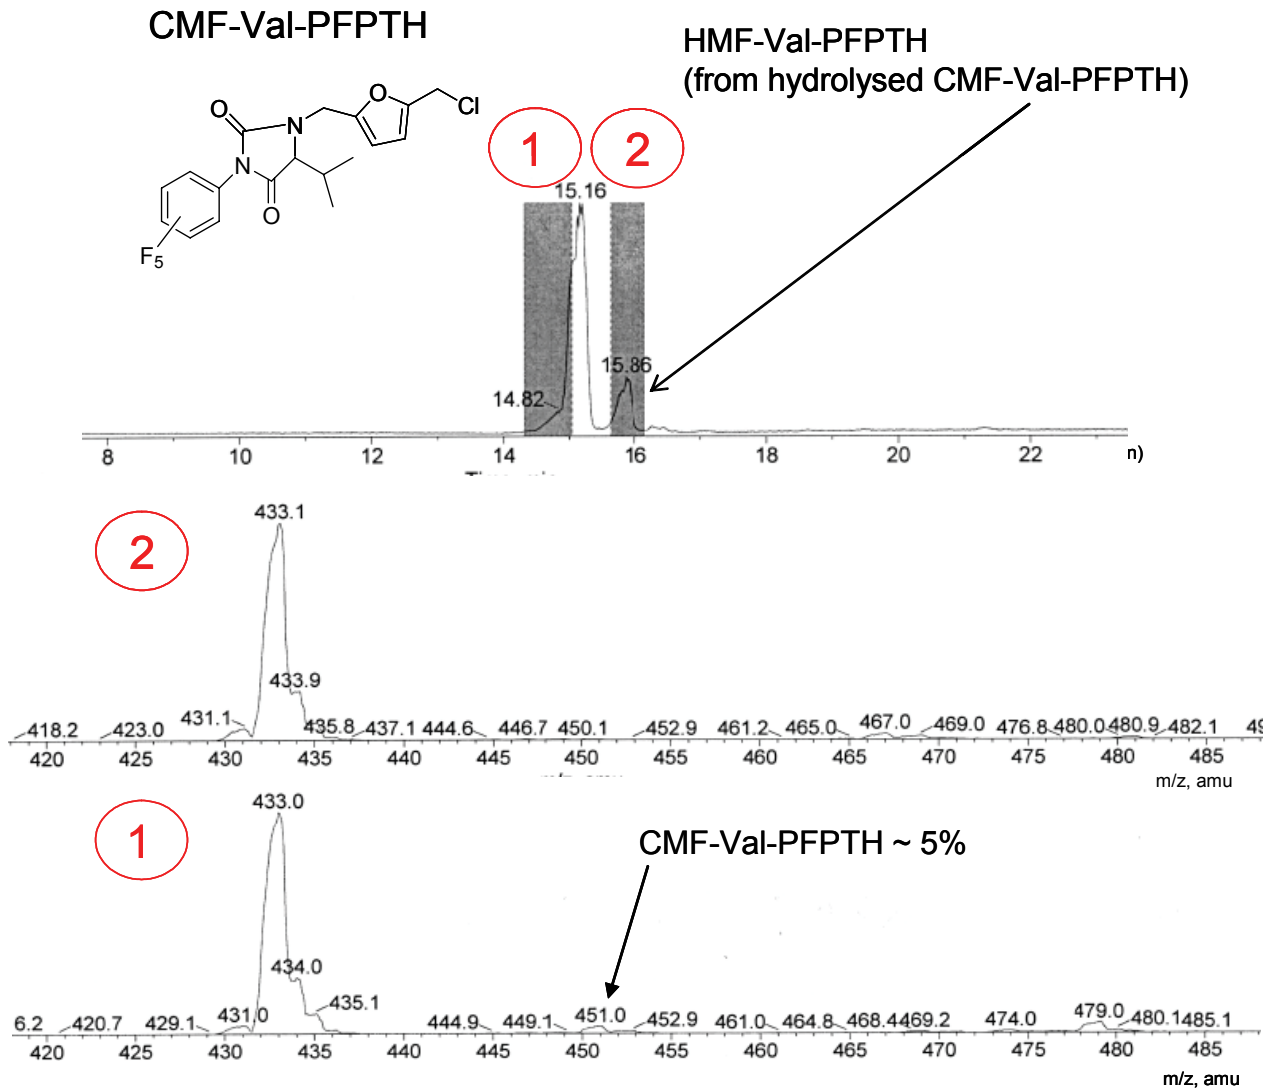 CMF-Val-PFPTH
HMF-Val-PFPTH
(from hydrolysed CMF-Val-PFPTH)
O
N
O
Cl
N
O
F5
1
2
15.16
15.86
14.82
8 10 12 14 16 18 20 22 n)
2
433.1
433.9
431.1
418.2 423.0 435.8 437.1 444.6 446.7 450.1 452.9 461.2 465.0 467.0 469.0 476.8 480.0 480.9 482.1 49
420 425 430 435 440 445 450 455 460 465 470 475 480 485
m/z, amu
1
433.0
CMF-Val-PFPTH ~ 5%
434.0
435.1
6.2 420.7 429.1 431.0 444.9 449.1 451.0 452.9 461.0 464.8 468.4 469.2 474.0 479.0 480.1 485.1
420 425 430 435 440 445 450 455 460 465 470 475 480 485
m/z, amu